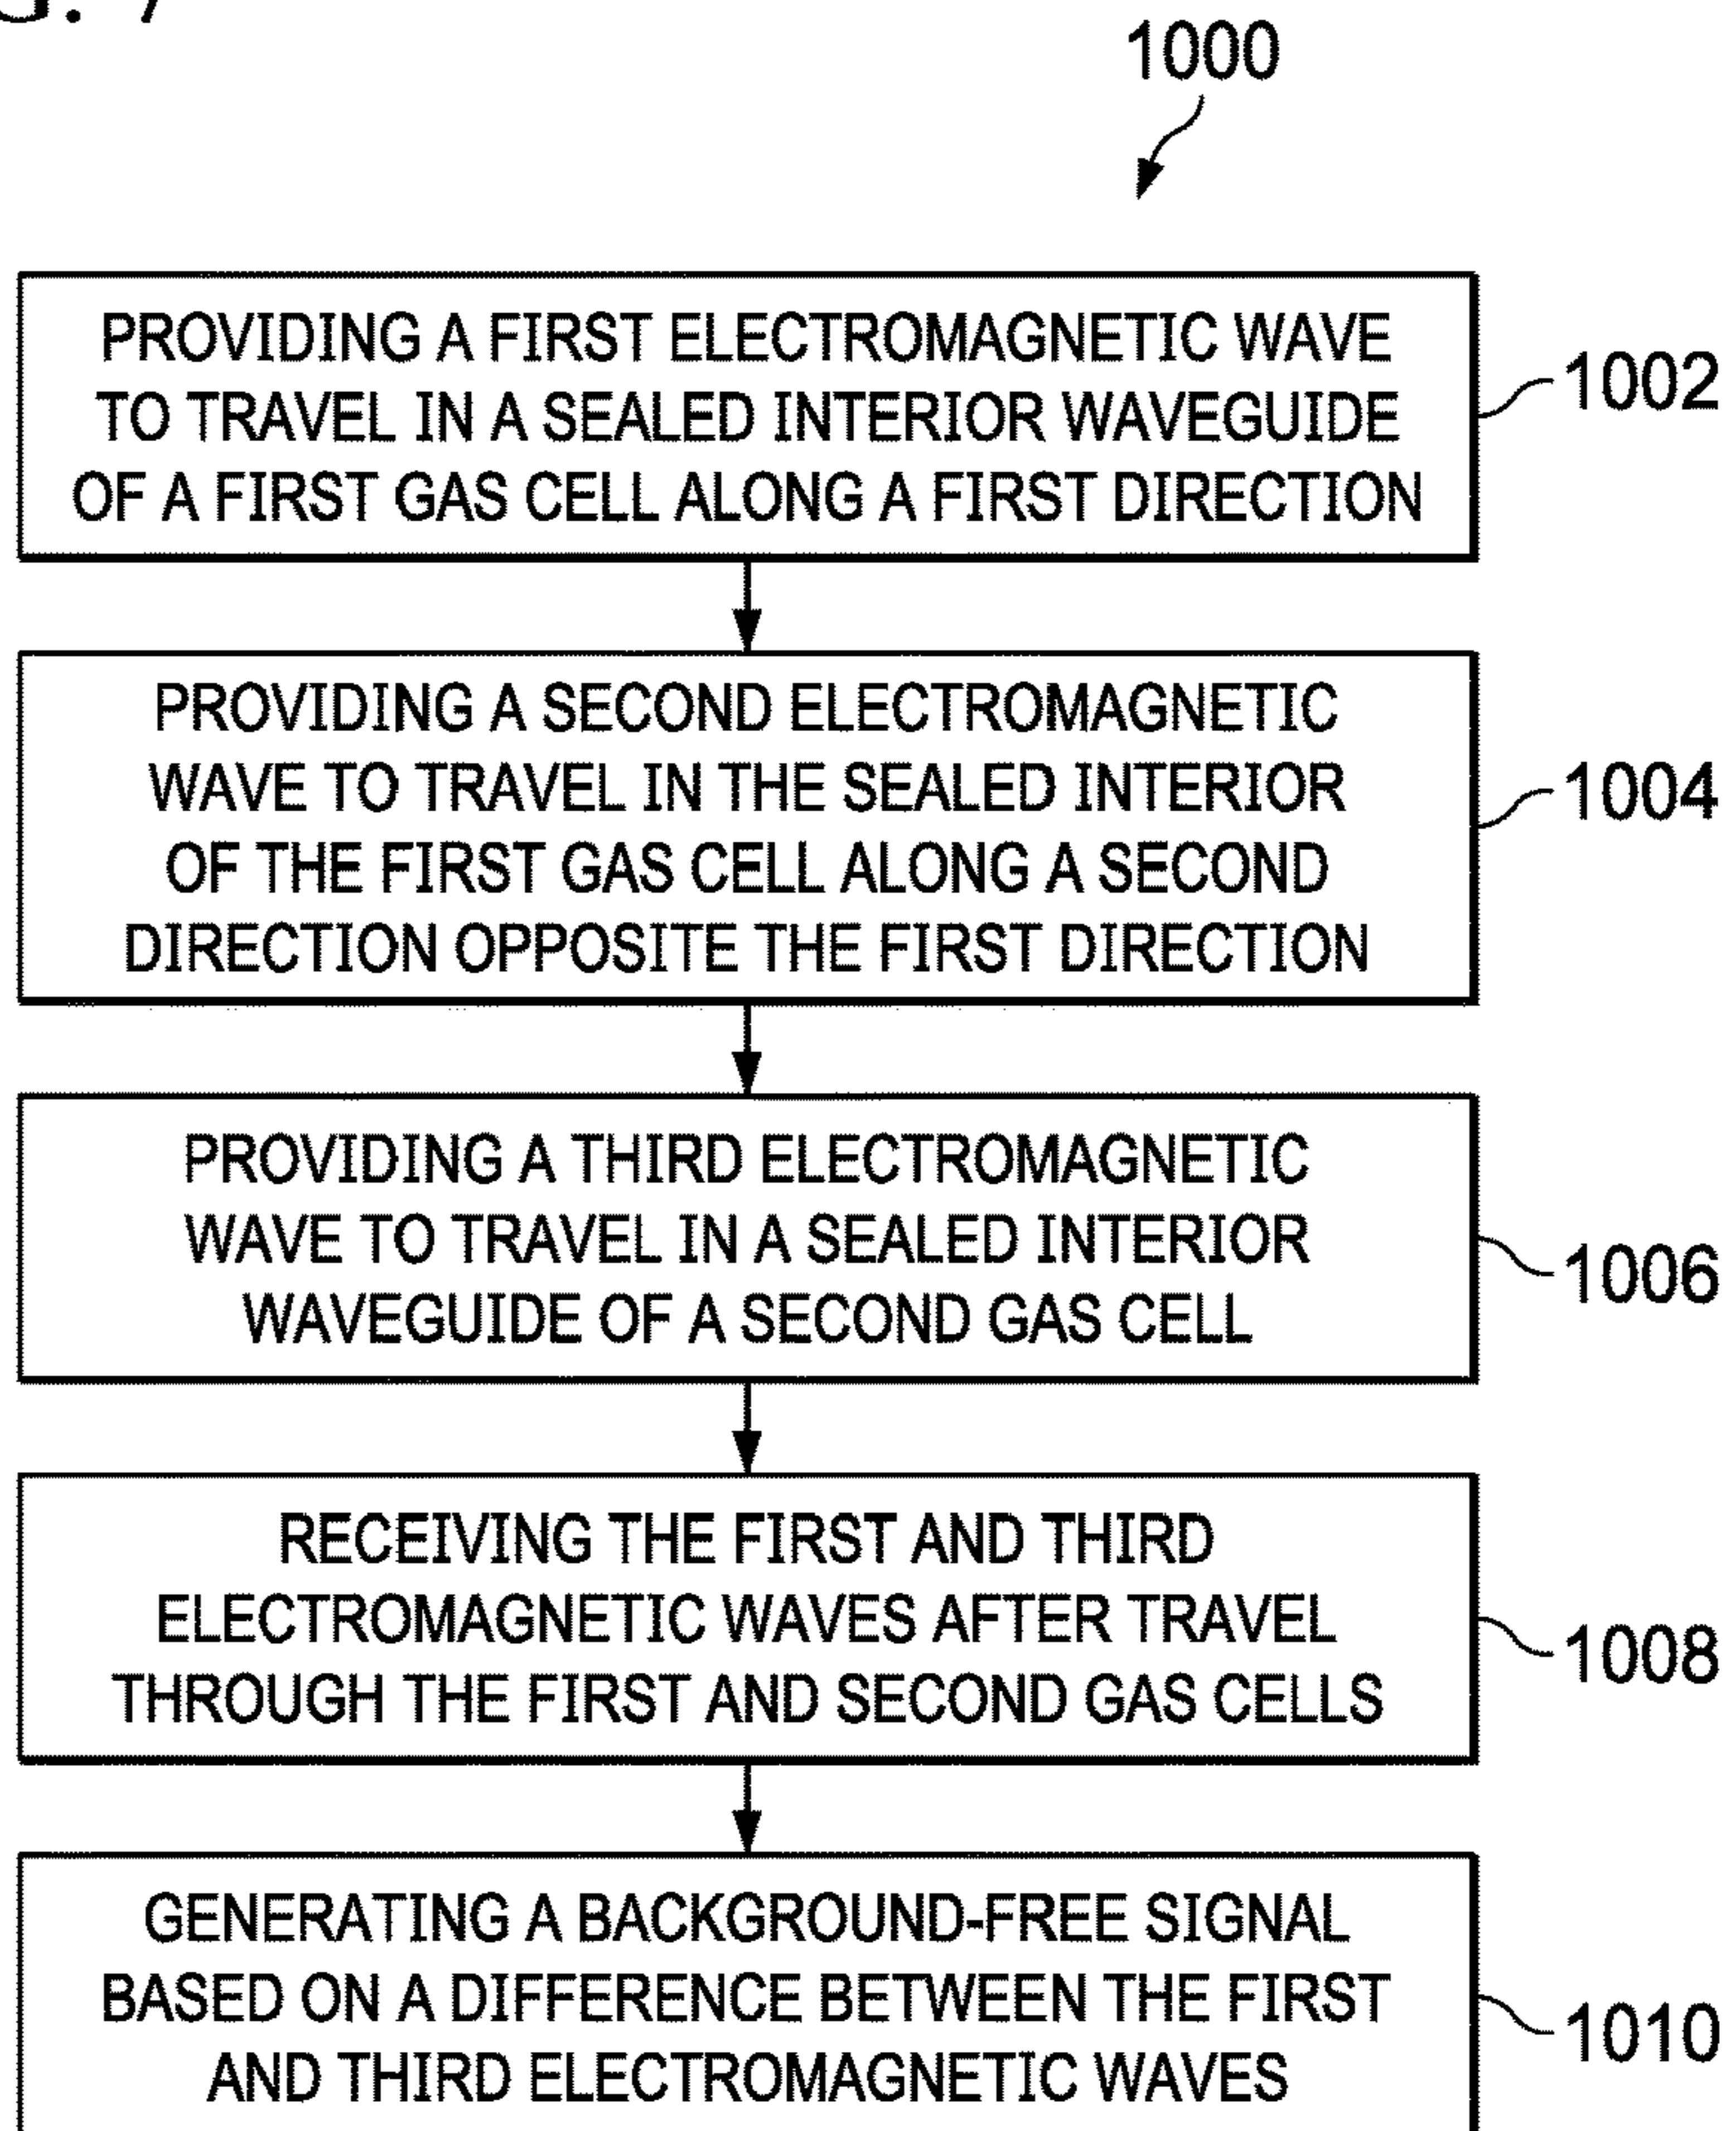 G. 7
1000
PROVIDING A FIRST ELECTROMAGNETIC WAVE
TO TRAVEL IN A SEALED INTERIOR WAVEGUIDE
OF A FIRST GAS CELL ALONG A FIRST DIRECTION
1002
PROVIDING A SECOND ELECTROMAGNETIC
WAVE TO TRAVEL IN THE SEALED INTERIOR
OF THE FIRST GAS CELL ALONG A SECOND
DIRECTION OPPOSITE THE FIRST DIRECTION
1004
PROVIDING A THIRD ELECTROMAGNETIC
WAVE TO TRAVEL IN A SEALED INTERIOR
WAVEGUIDE OF A SECOND GAS CELL
1006
RECEIVING THE FIRST AND THIRD
ELECTROMAGNETIC WAVES AFTER TRAVEL
THROUGH THE FIRST AND SECOND GAS CELLS
1008
GENERATING A BACKGROUND-FREE SIGNAL
BASED ON A DIFFERENCE BETWEEN THE FIRST
AND THIRD ELECTROMAGNETIC WAVES
1010